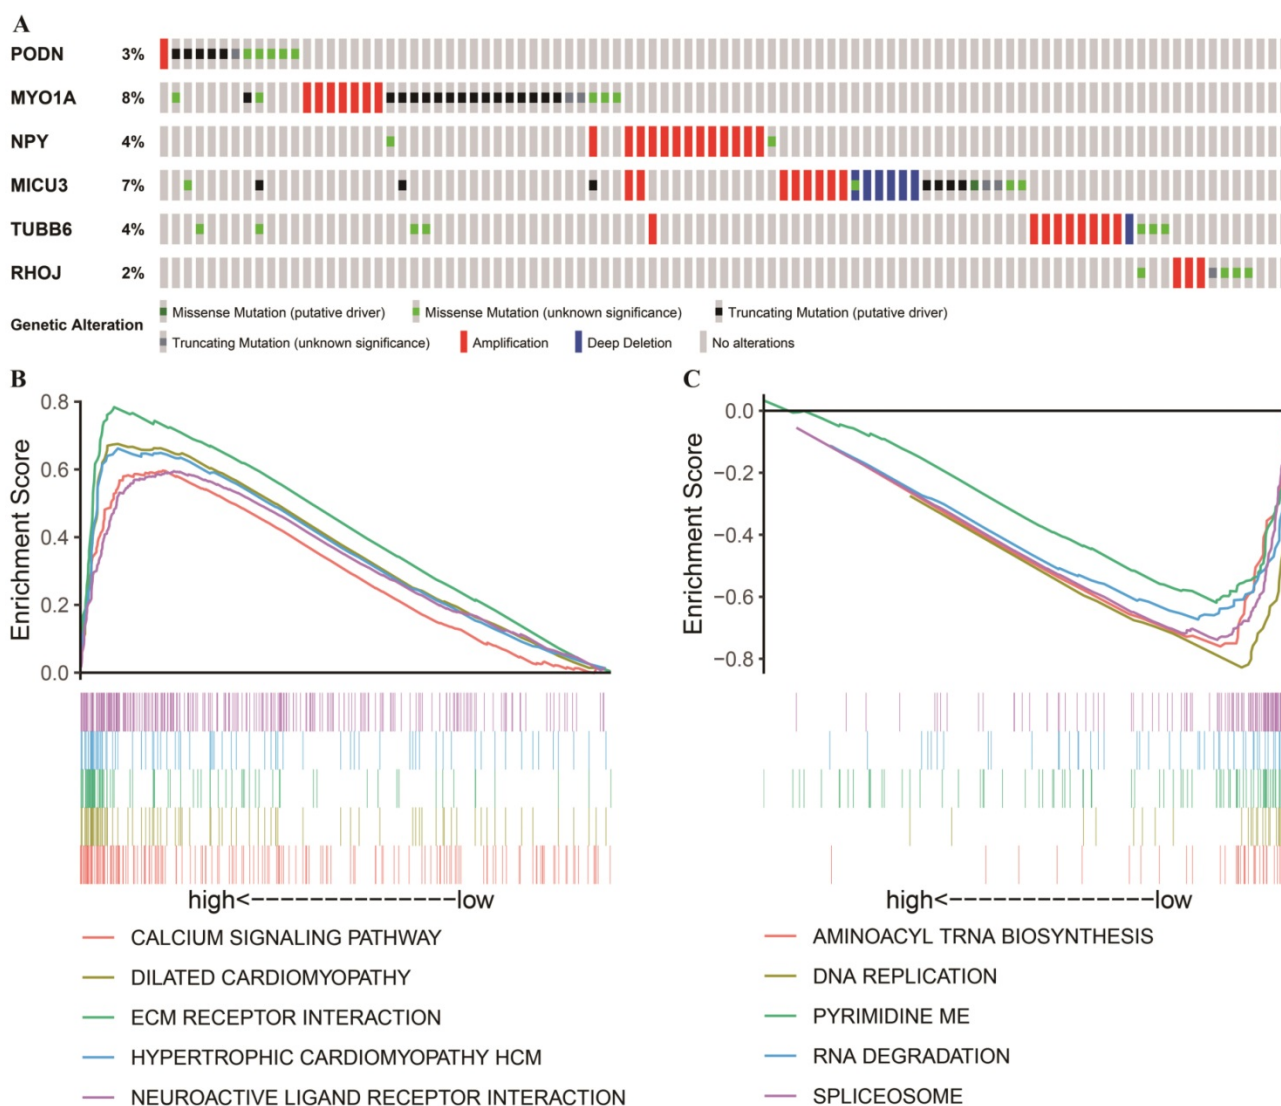 A
PODN 3%
MYO1A 8%
NPY 4%
MICU3 7%
TUBB6 4%
RHOJ 2%
Genetic Alteration
Missense Mutation (putative driver) Missense Mutation (unknown significance) Truncating Mutation (putative driver)
Truncating Mutation (unknown significance) Amplification Deep Deletion No alterations
B
Enrichment Score
0.8
0.6
0.4
0.2
0.0
high<-----------------low
CALCIUM SIGNALING PATHWAY
DILATED CARDIOMYOPATHY
ECM RECEPTOR INTERACTION
HYPERTROPHIC CARDIOMYOPATHY HCM
NEUROACTIVE LIGAND RECEPTOR INTERACTION
C
Enrichment Score
0.0
−0.2
−0.4
−0.6
−0.8
high<-----------------low
AMINOACYL TRNA BIOSYNTHESIS
DNA REPLICATION
PYRIMIDINE ME
RNA DEGRADATION
SPLICEOSOME